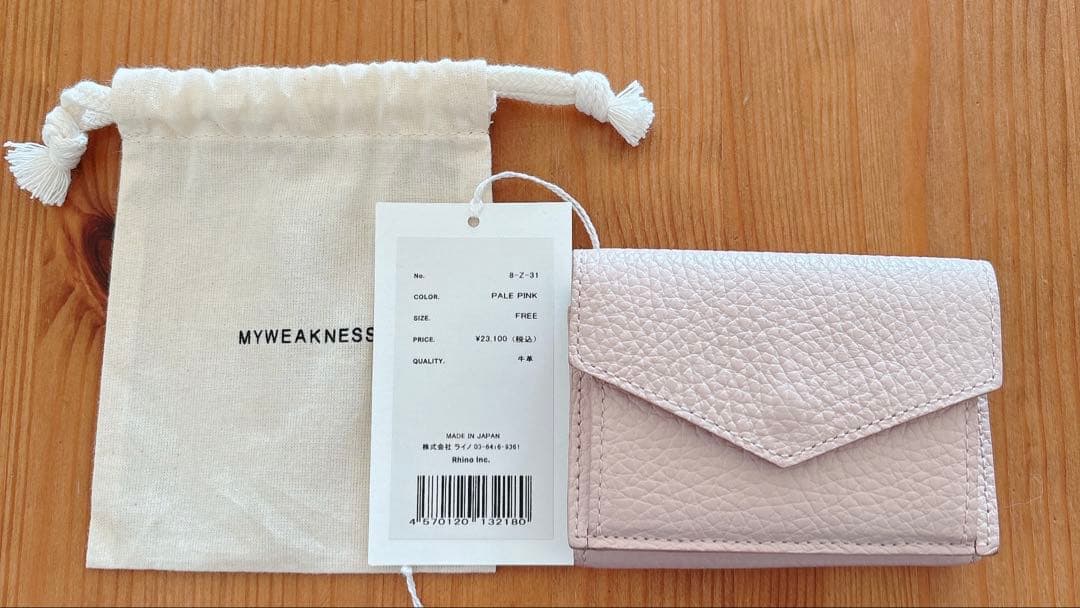 MYWEAKNESS
No. 8-Z-31
COLOR. PALE PINK
SIZE. FREE
PRICE. ¥23,100（税込）
QUALITY. 牛革
MADE IN JAPAN
株式会社 ライノ 03-6416-9361
Rhino Inc.
4 570120 132180